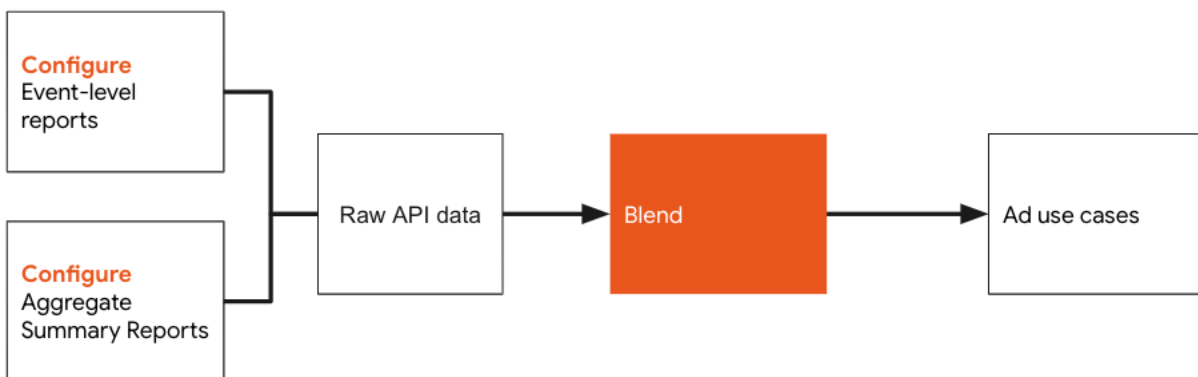 Configure
Event-level
reports
Configure
Aggregate
Summary Reports
Raw API data
Blend
Ad use cases